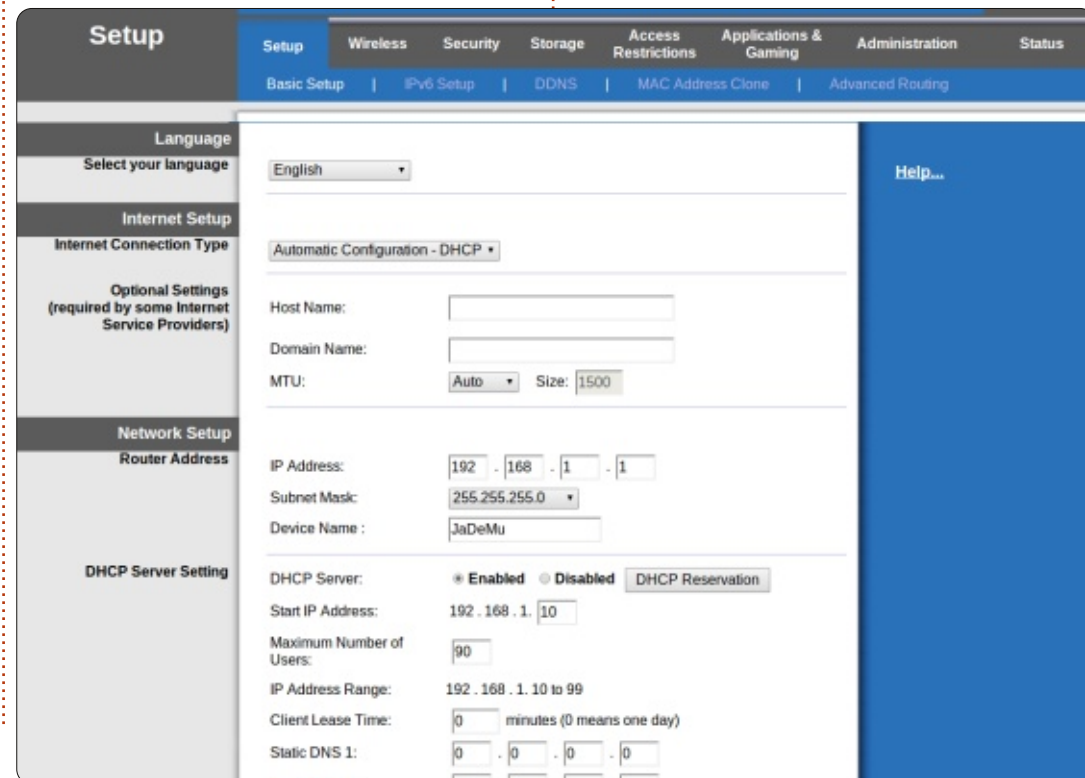 Setup
Setup Wireless Security Storage Access Restrictions Applications & Gaming Administration Status
Basic Setup | IPv6 Setup | DDNS | MAC Address Clone | Advanced Routing
Language
Select your language
English
Help...
Internet Setup
Internet Connection Type
Automatic Configuration - DHCP
Optional Settings
(required by some Internet
Service Providers)
Host Name:
Domain Name:
MTU: Auto Size: 1500
Network Setup
Router Address
IP Address: 192 . 168 . 1 . 1
Subnet Mask: 255.255.255.0
Device Name : JaDeMu
DHCP Server Setting
DHCP Server: Enabled Disabled DHCP Reservation
Start IP Address: 192 . 168 . 1. 10
Maximum Number of
Users: 90
IP Address Range: 192 . 168 . 1. 10 to 99
Client Lease Time: 0 minutes (0 means one day)
Static DNS 1: 0 . 0 . 0 . 0